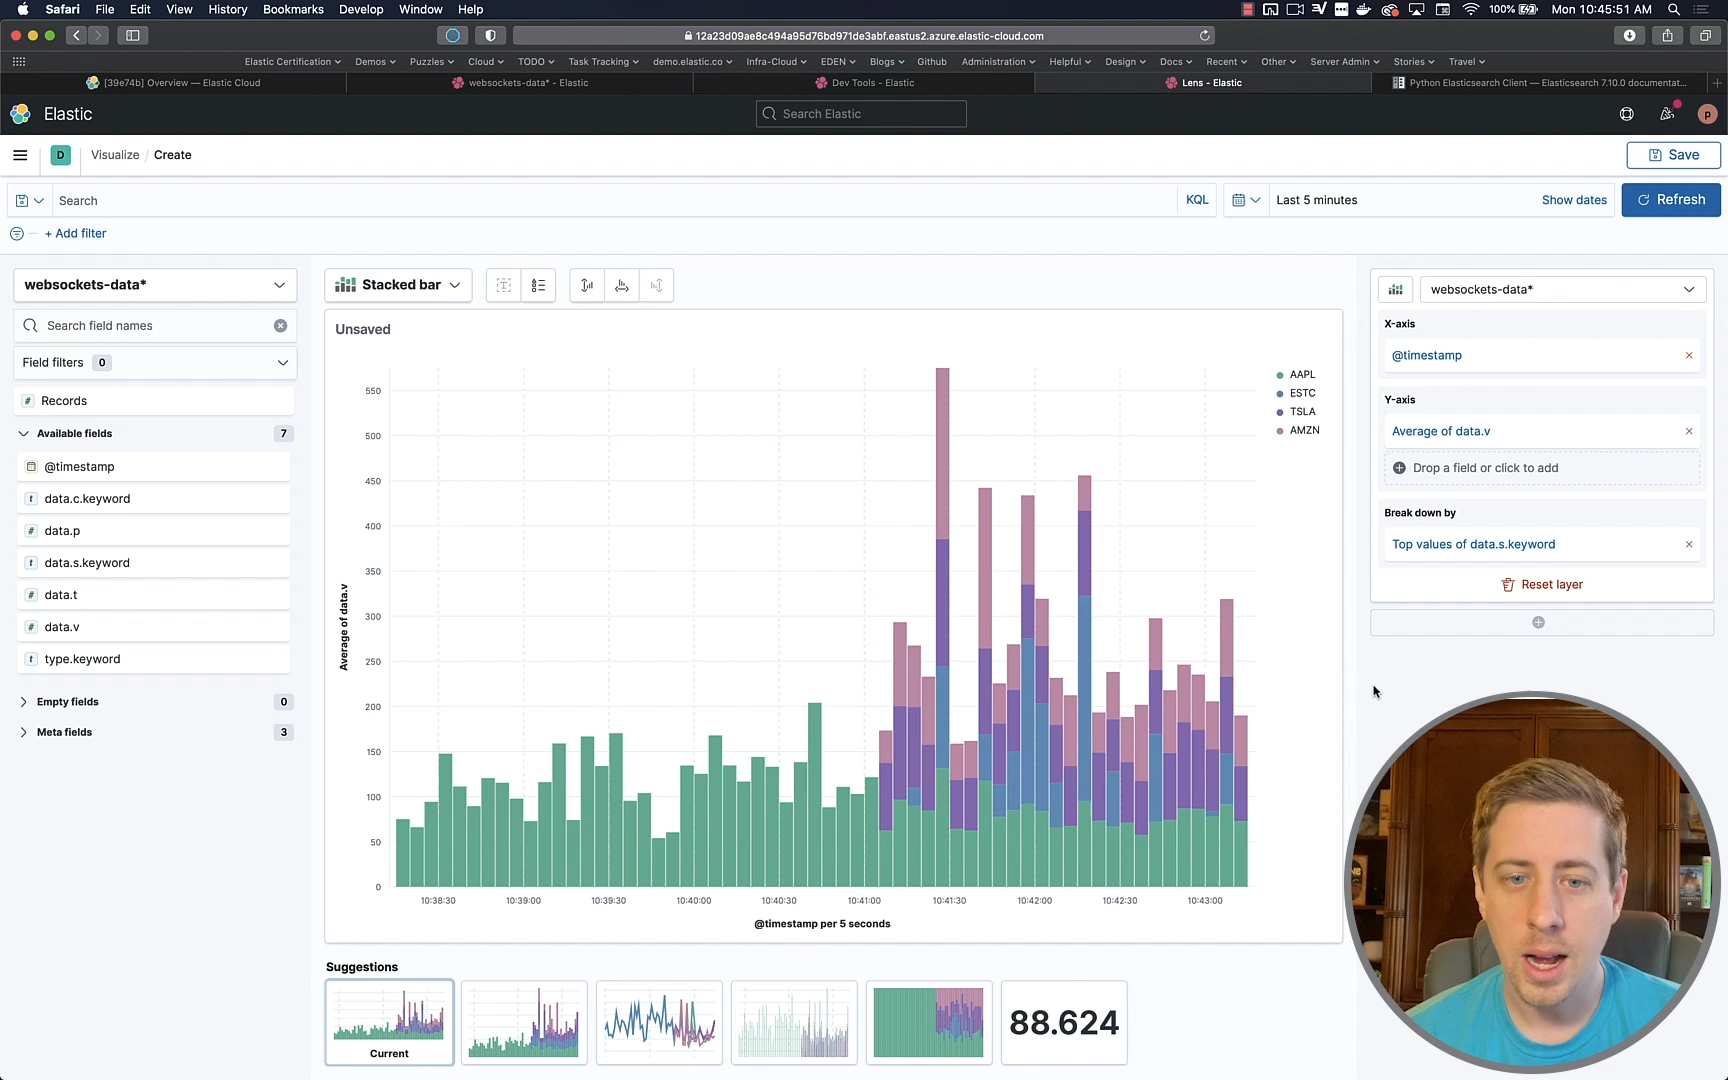 Safari File Edit View History Bookmarks Develop Window Help 100% Mon 10:45:51 AM
12a23d09ae8c494a95d76bd971de3abf.eastus2.azure.elastic-cloud.com
Elastic Certification Demos Puzzles Cloud TODO Task Tracking demo.elastic.co Infra-Cloud EDEN Blogs Github Administration Helpful Design Docs Recent Other Server Admin Stories Travel
[39e74b] Overview — Elastic Cloud websockets-data* - Elastic Dev Tools - Elastic Lens - Elastic Python Elasticsearch Client — Elasticsearch 7.10.0 documentat...
Elastic Search Elastic p
D Visualize / Create Save
Search KQL Last 5 minutes Show dates Refresh
+ Add filter
websockets-data*
Search field names
Field filters 0
# Records
Available fields 7
@timestamp
t data.c.keyword
# data.p
t data.s.keyword
# data.t
# data.v
t type.keyword
Empty fields 0
Meta fields 3
Stacked bar
Unsaved
550
500
450
400
350
300
250
200
150
100
50
0
Average of data.v
10:38:30 10:39:00 10:39:30 10:40:00 10:40:30 10:41:00 10:41:30 10:42:00 10:42:30 10:43:00
@timestamp per 5 seconds
AAPL
ESTC
TSLA
AMZN
Suggestions
Current
88.624
websockets-data*
X-axis
@timestamp
Y-axis
Average of data.v
Drop a field or click to add
Break down by
Top values of data.s.keyword
Reset layer